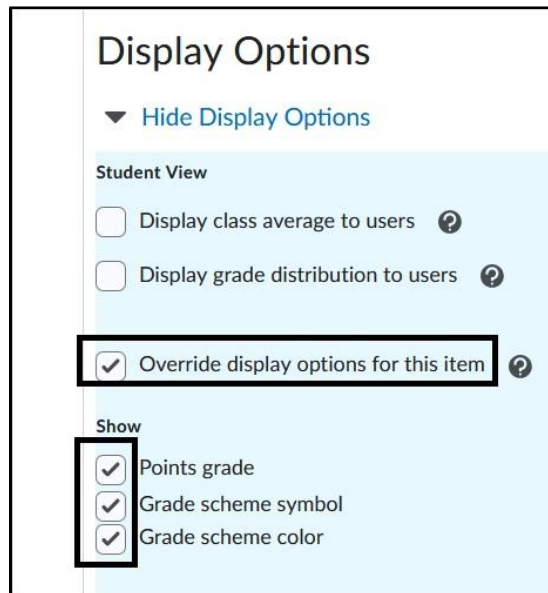 Display Options
Hide Display Options
Student View
Display class average to users
Display grade distribution to users
Override display options for this item
Show
Points grade
Grade scheme symbol
Grade scheme color